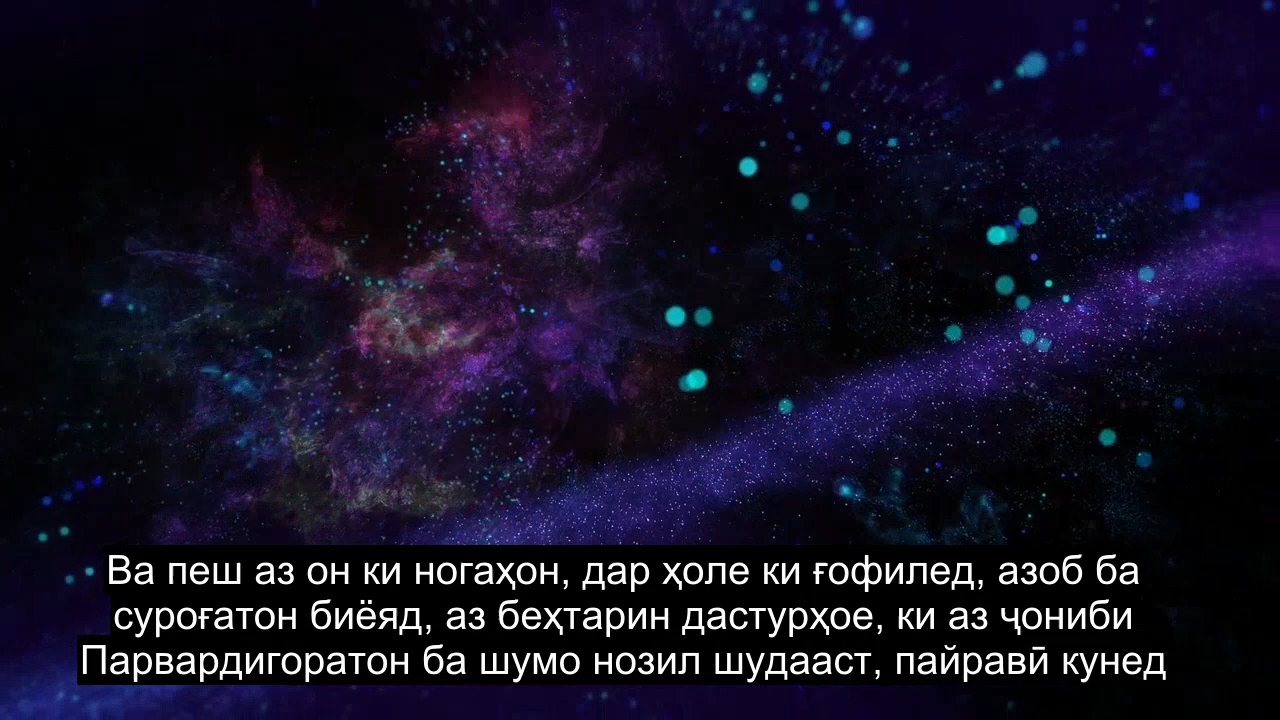 Ва пеш аз он ки ногаҳон, дар ҳоле ки ғофилед, азоб ба
суроғатон биёяд, аз беҳтарин дастурҳое, ки аз ҷониби
Парвардигоратон ба шумо нозил шудааст, пайравӣ кунед